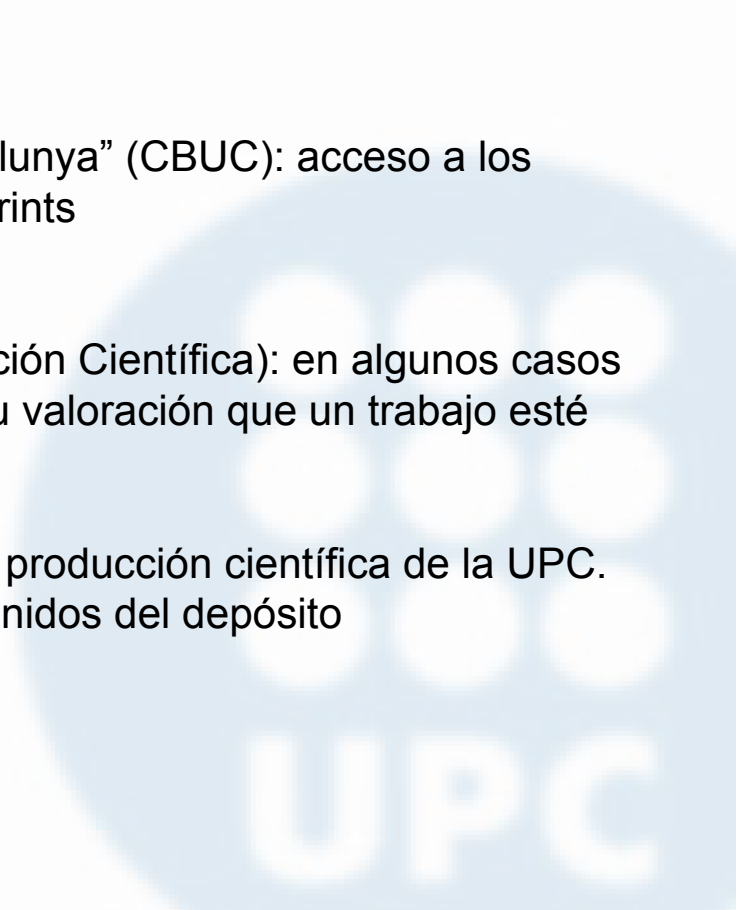 lunya” (CBUC): acceso a los
rints
ción Científica): en algunos casos
u valoración que un trabajo esté
producción científica de la UPC.
nidos del depósito
UPC